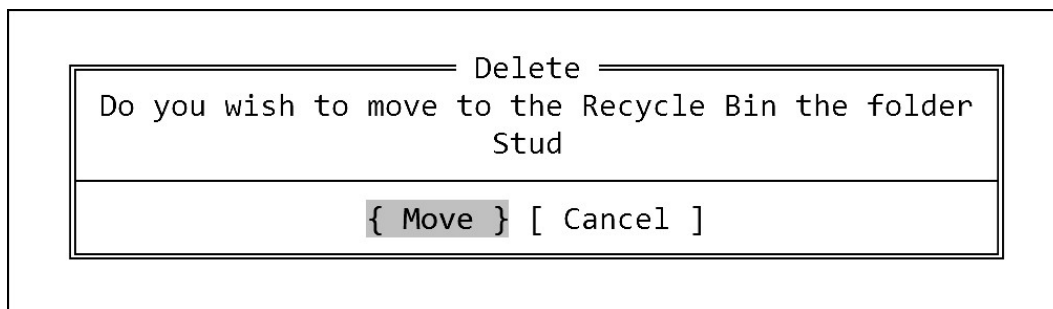 Delete
Do you wish to move to the Recycle Bin the folder
Stud
{ Move } [ Cancel ]